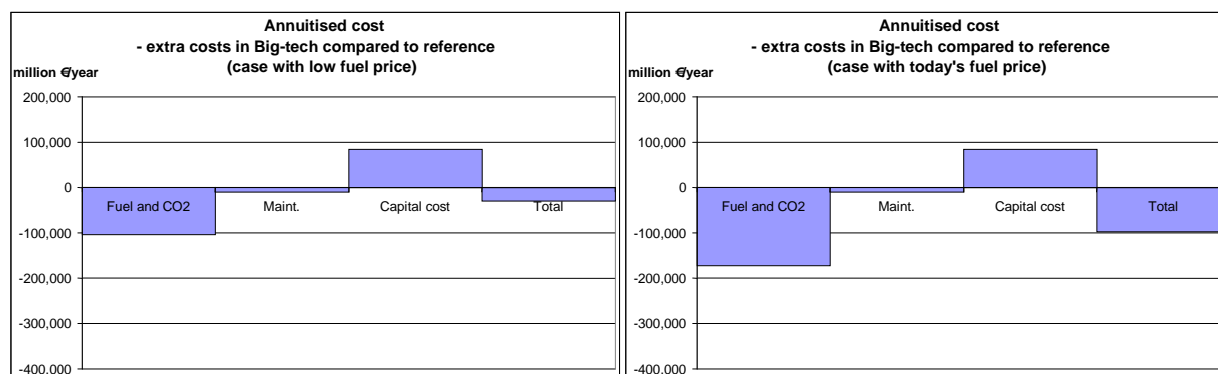 Annuitised cost
- extra costs in Big-tech compared to reference
(case with low fuel price)
million €/year
200,000
100,000
0
-100,000
-200,000
-300,000
-400,000
Fuel and CO2
Maint.
Capital cost
Total
Annuitised cost
- extra costs in Big-tech compared to reference
(case with today's fuel price)
million €/year
200,000
100,000
0
-100,000
-200,000
-300,000
-400,000
Fuel and CO2
Maint.
Capital cost
Total